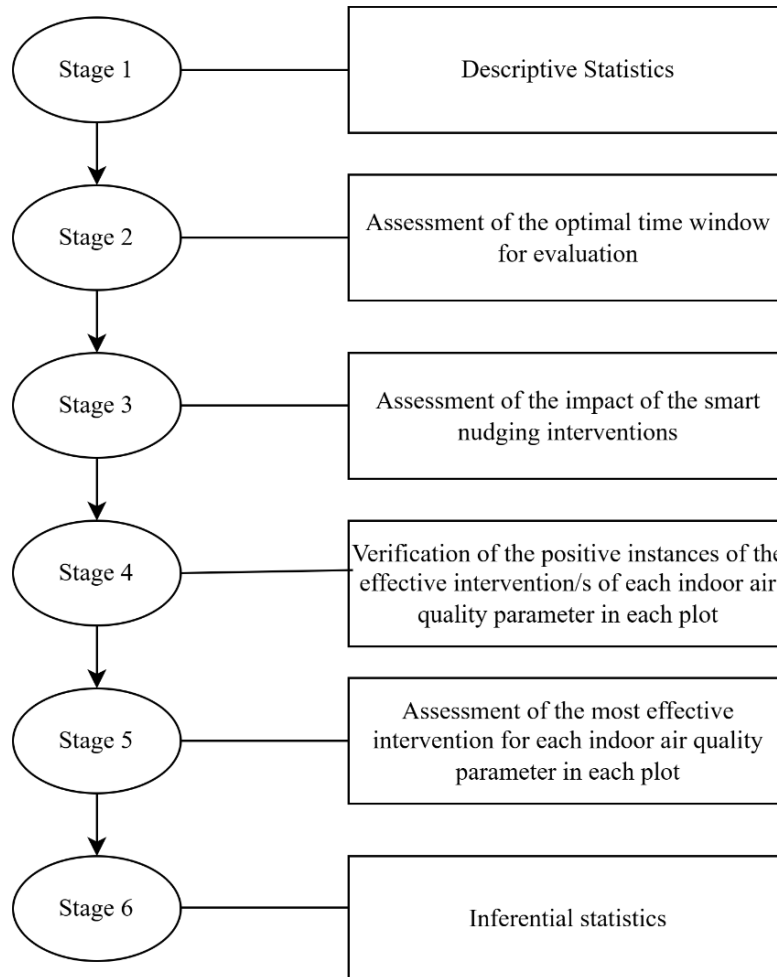 Stage 1
Descriptive Statistics
Stage 2
Assessment of the optimal time window
for evaluation
Stage 3
Assessment of the impact of the smart
nudging interventions
Stage 4
Verification of the positive instances of the
effective intervention/s of each indoor air
quality parameter in each plot
Stage 5
Assessment of the most effective
intervention for each indoor air quality
parameter in each plot
Stage 6
Inferential statistics